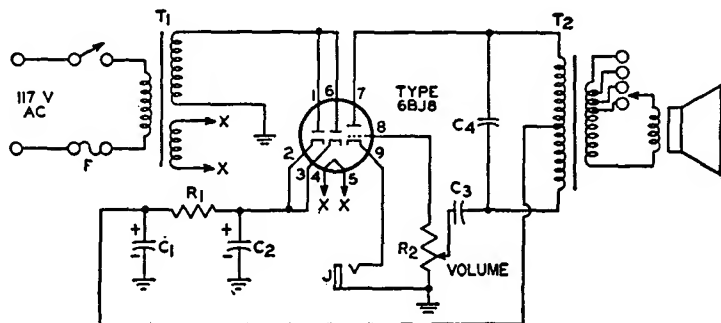 T1
T2
117 V
AC
F
X
X
1
6
7
TYPE
6BJ8
8
9
2
3
4
5
X
X
R1
C1
+
-
C2
+
-
J
R2
VOLUME
C3
C4